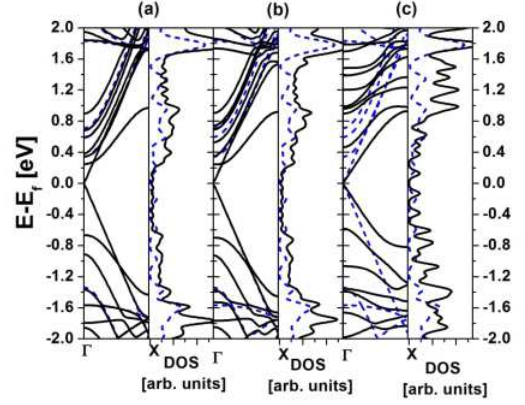 (a) (b) (c)
2.0 2.0
1.6 1.6
1.2 1.2
0.8 0.8
0.4 0.4
0.0 0.0
-0.4 -0.4
-0.8 -0.8
-1.2 -1.2
-1.6 -1.6
-2.0 -2.0
E-Ef [eV]
Γ X Γ X Γ X
DOS DOS DOS
[arb. units] [arb. units] [arb. units]